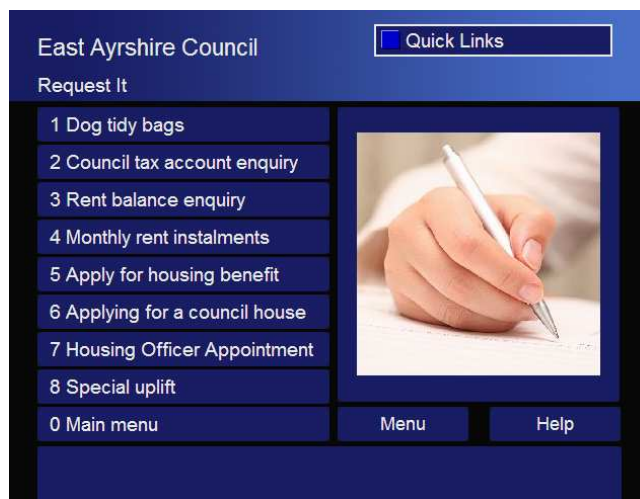 East Ayrshire Council
Quick Links
Request It
1 Dog tidy bags
2 Council tax account enquiry
3 Rent balance enquiry
4 Monthly rent instalments
5 Apply for housing benefit
6 Applying for a council house
7 Housing Officer Appointment
8 Special uplift
0 Main menu
Menu
Help